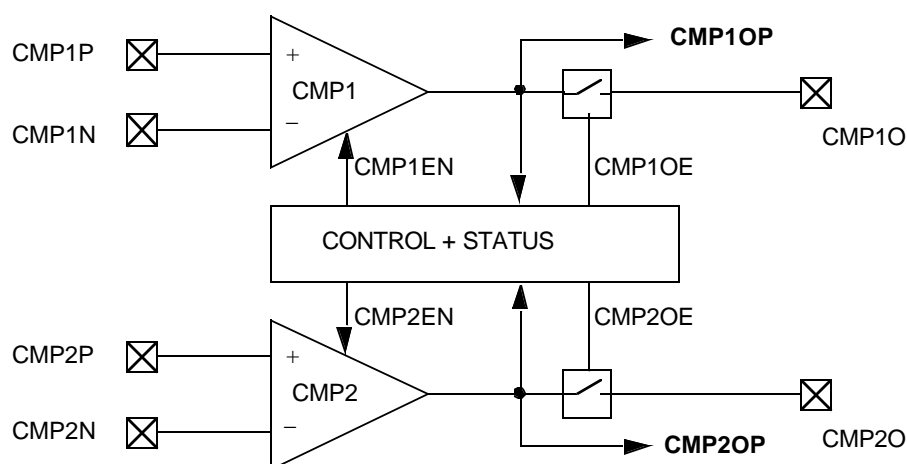 CMP1OP
CMP1P
+
CMP1
CMP1N
−
CMP1O
CMP1EN
CMP1OE
CONTROL + STATUS
CMP2EN
CMP2OE
CMP2P
+
CMP2
CMP2N
−
CMP2O
CMP2OP